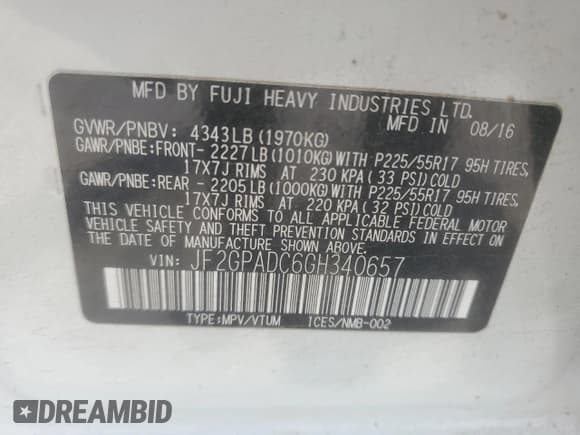 MFD BY FUJI HEAVY INDUSTRIES LTD.
MFD IN 08/16
GVWR/PNBV: 4343LB(1970KG)
GAWR/PNBE:FRONT- 2227LB(1010KG)WITH P225/55R17 95H TIRES,
17X7J RIMS AT 230 KPA(33 PSI)COLD
GAWR/PNBE:REAR - 2205LB(1000KG)WITH P225/55R17 95H TIRES,
17X7J RIMS AT 220 KPA(32 PSI)COLD
THIS VEHICLE CONFORMS TO ALL APPLICABLE FEDERAL MOTOR
VEHICLE SAFETY AND THEFT PREVENTION STANDARDS IN EFFECT
ON THE DATE OF MANUFACTURE SHOWN ABOVE.
VIN: JF2GPADC6GH340657
TYPE:MPV/VTUM ICES/NMB-002
DREAMBID